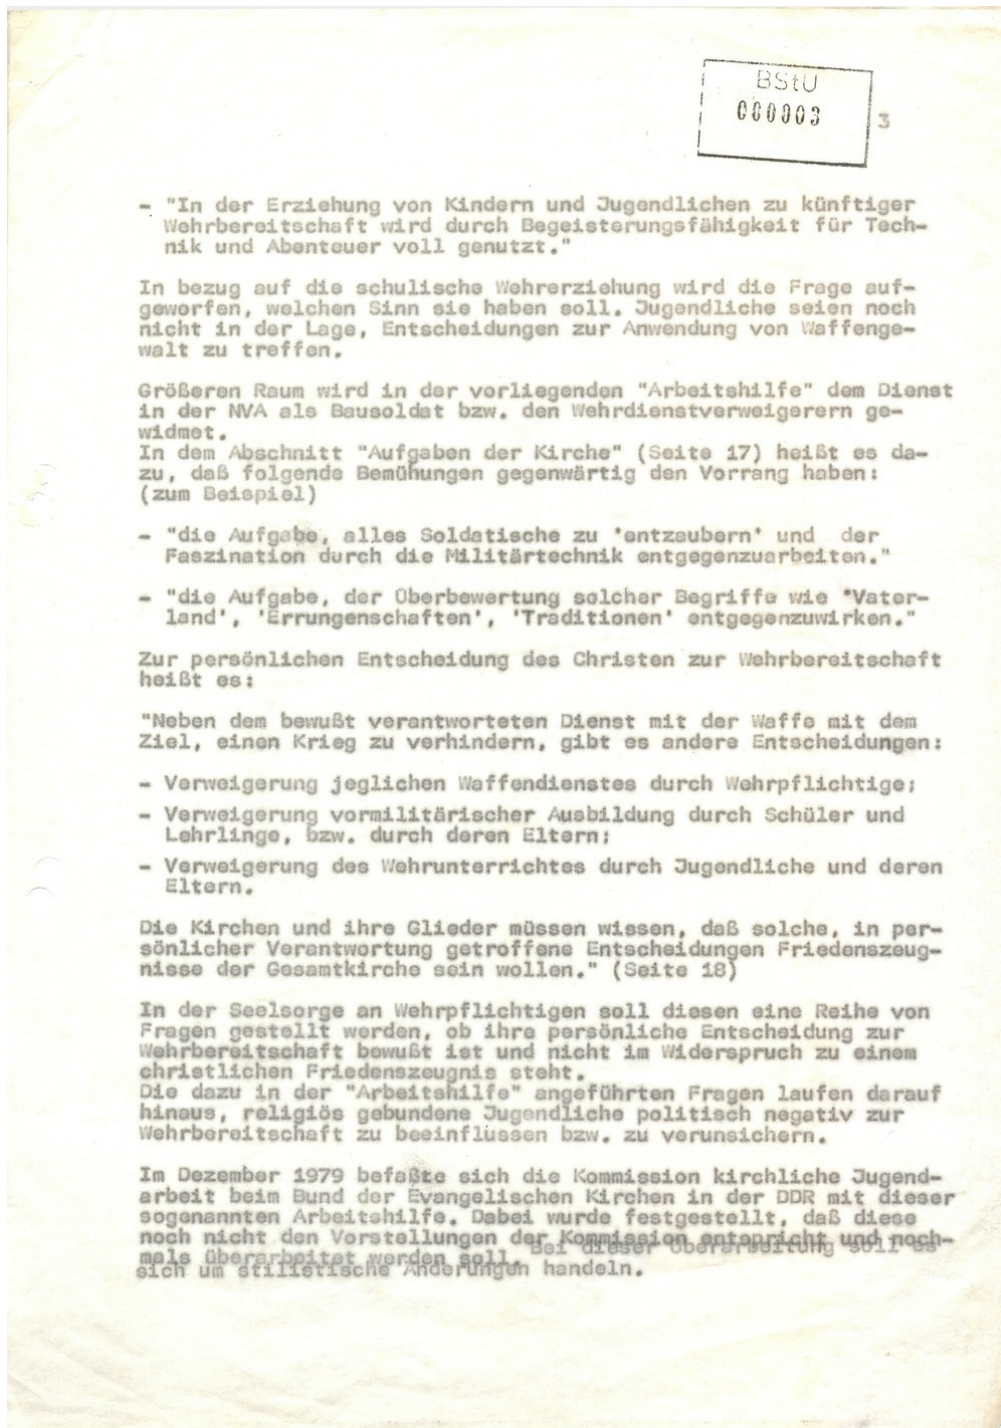 BStU
000003
3
- "In der Erziehung von Kindern und Jugendlichen zu künftiger
Wehrbereitschaft wird durch Begeisterungsfähigkeit für Tech-
nik und Abenteuer voll genutzt."
In bezug auf die schulische Wehrerziehung wird die Frage auf-
geworfen, welchen Sinn sie haben soll. Jugendliche seien noch
nicht in der Lage, Entscheidungen zur Anwendung von Waffenge-
walt zu treffen.
Größeren Raum wird in der vorliegenden "Arbeitshilfe" dem Dienst
in der NVA als Bausoldat bzw. den Wehrdienstverweigerern ge-
widmet.
In dem Abschnitt "Aufgaben der Kirche" (Seite 17) heißt es da-
zu, daß folgende Bemühungen gegenwärtig den Vorrang haben:
(zum Beispiel)
- "die Aufgabe, alles Soldatische zu 'entzaubern' und der
Faszination durch die Militärtechnik entgegenzuarbeiten."
- "die Aufgabe, der Überbewertung solcher Begriffe wie 'Vater-
land', 'Errungenschaften', 'Traditionen' entgegenzuwirken."
Zur persönlichen Entscheidung des Christen zur Wehrbereitschaft
heißt es:
"Neben dem bewußt verantworteten Dienst mit der Waffe mit dem
Ziel, einen Krieg zu verhindern, gibt es andere Entscheidungen:
- Verweigerung jeglichen Waffendienstes durch Wehrpflichtige;
- Verweigerung vormilitärischer Ausbildung durch Schüler und
Lehrlinge, bzw. durch deren Eltern;
- Verweigerung des Wehrunterrichtes durch Jugendliche und deren
Eltern.
Die Kirchen und ihre Glieder müssen wissen, daß solche, in per-
sönlicher Verantwortung getroffene Entscheidungen Friedenszeug-
nisse der Gesamtkirche sein wollen." (Seite 18)
In der Seelsorge an Wehrpflichtigen soll diesen eine Reihe von
Fragen gestellt werden, ob ihre persönliche Entscheidung zur
Wehrbereitschaft bewußt ist und nicht im Widerspruch zu einem
christlichen Friedenszeugnis steht.
Die dazu in der "Arbeitshilfe" angeführten Fragen laufen darauf
hinaus, religiös gebundene Jugendliche politisch negativ zur
Wehrbereitschaft zu beeinflussen bzw. zu verunsichern.
Im Dezember 1979 befaßte sich die Kommission kirchliche Jugend-
arbeit beim Bund der Evangelischen Kirchen in der DDR mit dieser
sogenannten Arbeitshilfe. Dabei wurde festgestellt, daß diese
noch nicht den Vorstellungen der Kommission entspricht und noch-
mals überarbeitet werden soll. Bei dieser Überarbeitung soll es
sich um stilistische Änderungen handeln.